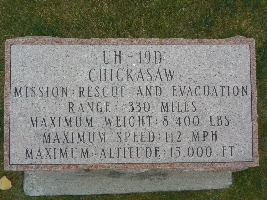 UH-19D
CHICKASAW
MISSION: RESCUE AND EVACUATION
RANGE: 330 MILES
MAXIMUM WEIGHT: 8,400 LBS
MAXIMUM SPEED: 112 MPH
MAXIMUM ALTITUDE: 15,000 FT